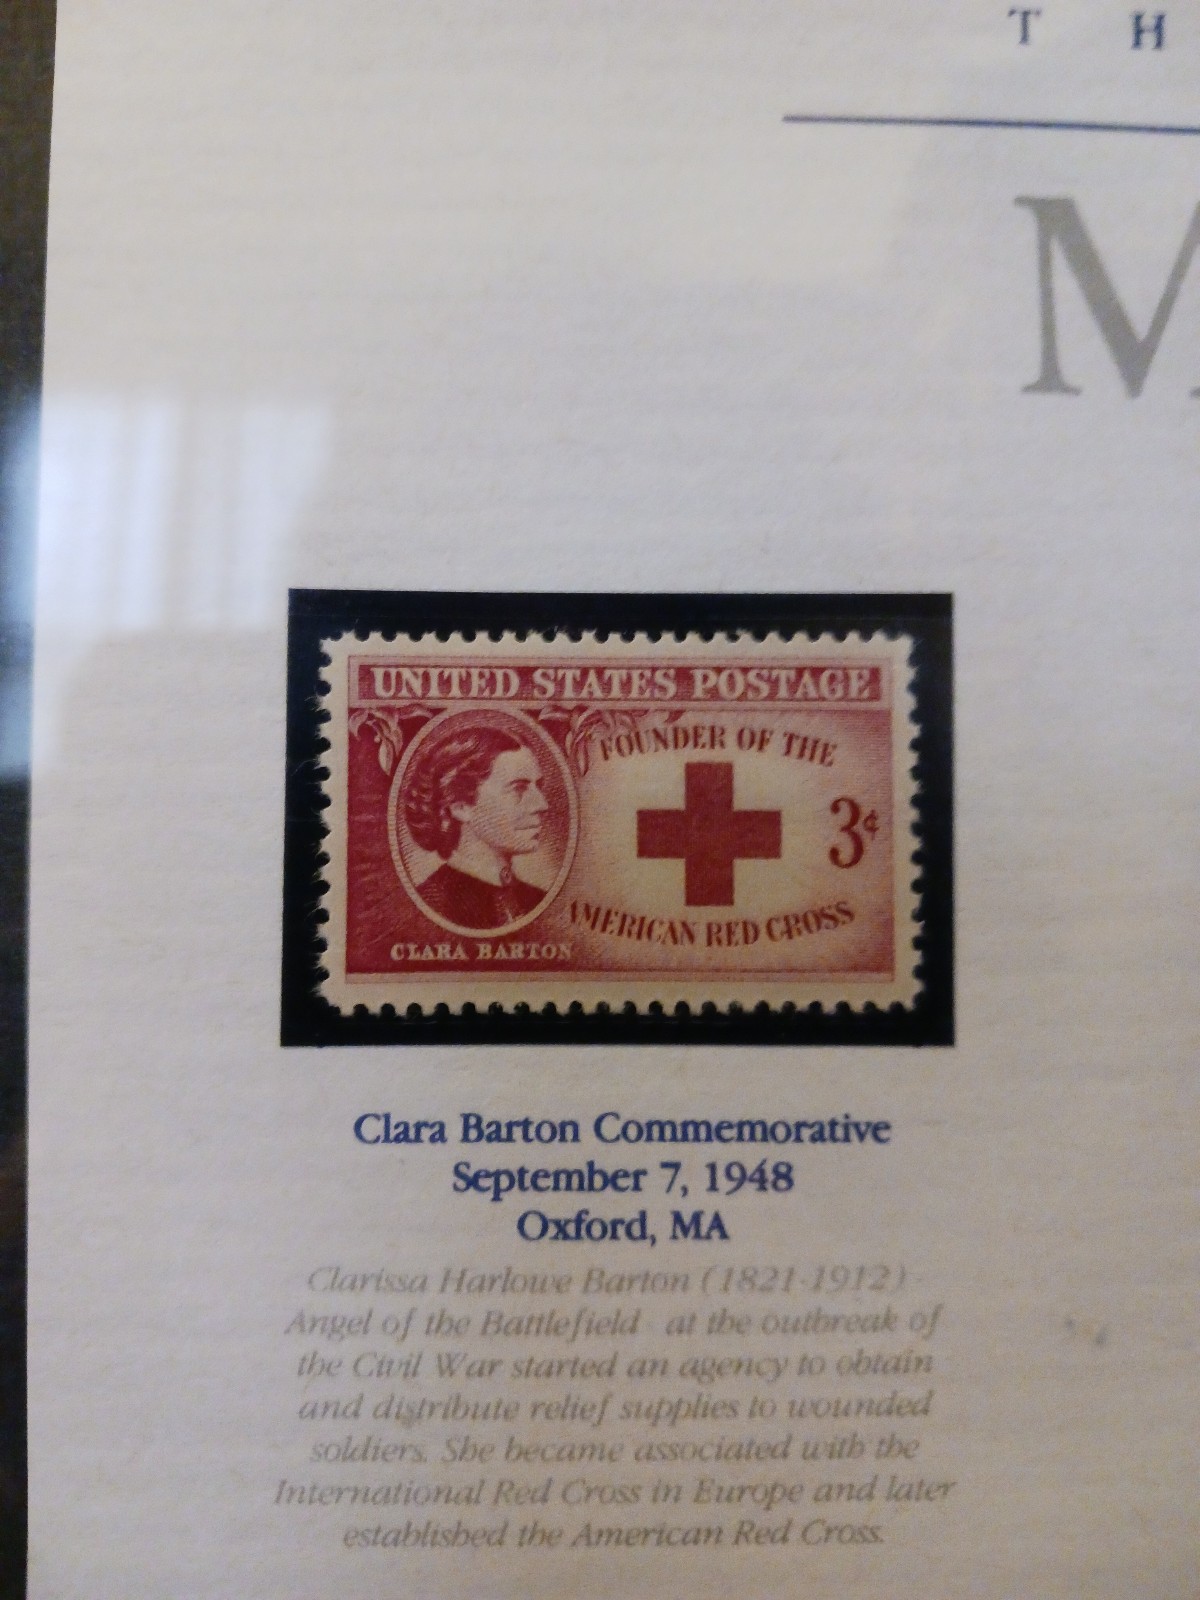 T H
M
UNITED STATES POSTAGE
FOUNDER OF THE
3¢
AMERICAN RED CROSS
CLARA BARTON
Clara Barton Commemorative
September 7, 1948
Oxford, MA
Clarissa Harlowe Barton (1821-1912) -
Angel of the Battlefield - at the outbreak of
the Civil War started an agency to obtain
and distribute relief supplies to wounded
soldiers. She became associated with the
International Red Cross in Europe and later
established the American Red Cross.